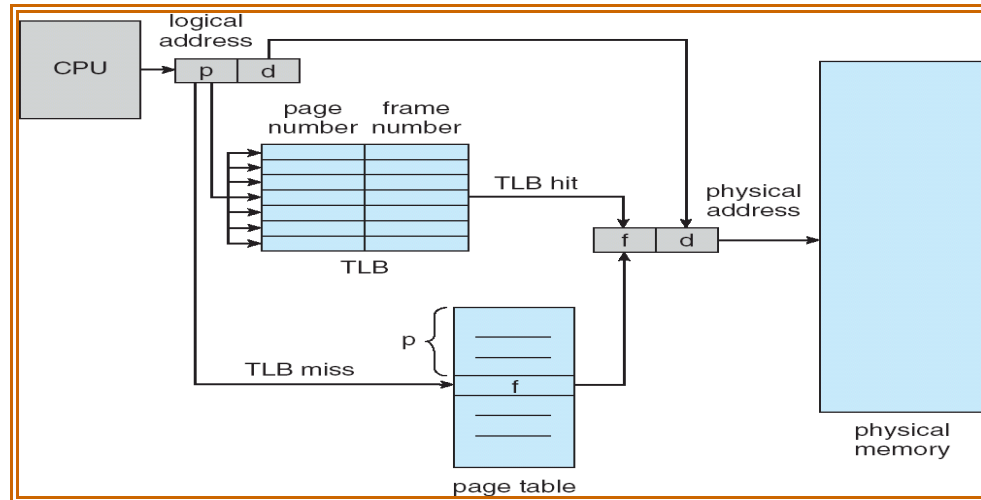 logical
address
CPU
p d
page
number
frame
number
TLB hit
physical
address
f d
TLB
p
TLB miss
f
physical
memory
page table